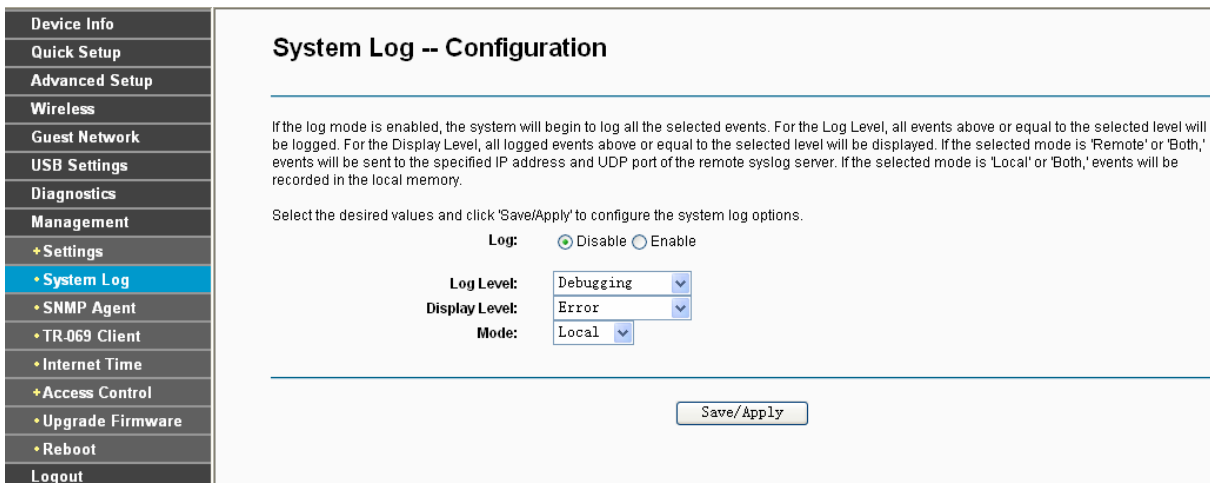 Device Info
Quick Setup
Advanced Setup
Wireless
Guest Network
USB Settings
Diagnostics
Management
+Settings
•System Log
•SNMP Agent
•TR-069 Client
•Internet Time
+Access Control
•Upgrade Firmware
•Reboot
Logout
System Log -- Configuration
If the log mode is enabled, the system will begin to log all the selected events. For the Log Level, all events above or equal to the selected level will
be logged. For the Display Level, all logged events above or equal to the selected level will be displayed. If the selected mode is 'Remote' or 'Both,'
events will be sent to the specified IP address and UDP port of the remote syslog server. If the selected mode is 'Local' or 'Both,' events will be
recorded in the local memory.
Select the desired values and click 'Save/Apply' to configure the system log options.
Log: Disable Enable
Log Level: Debugging
Display Level: Error
Mode: Local
Save/Apply